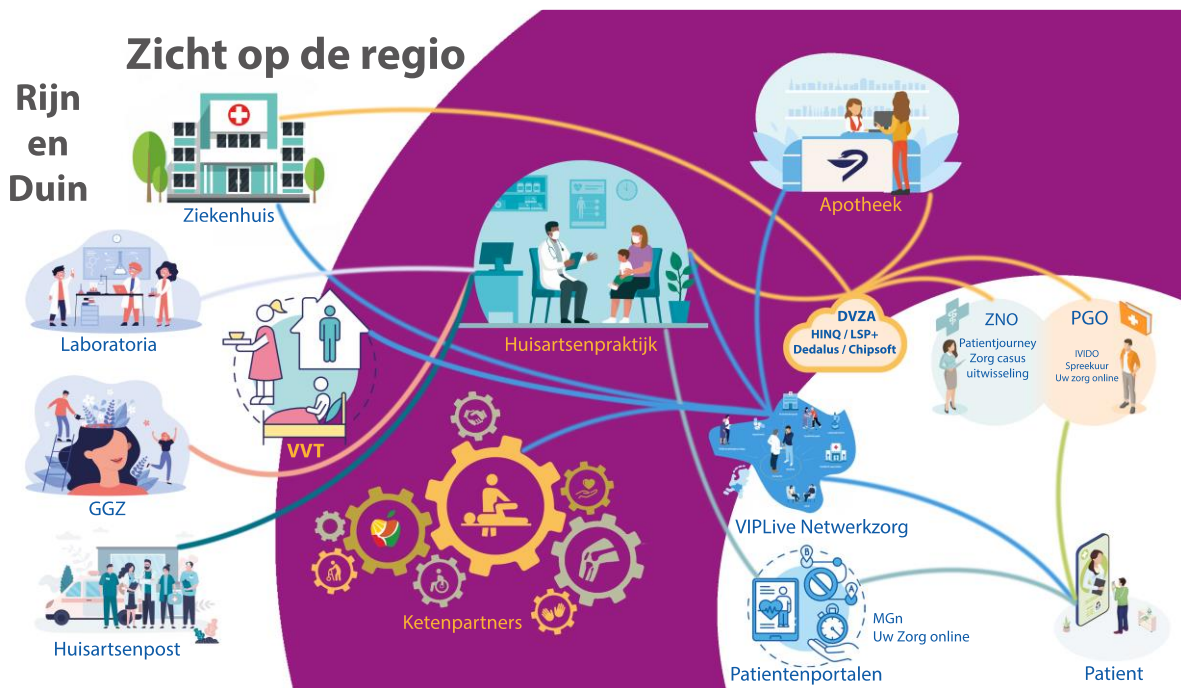 Zicht op de regio
Rijn
en
Duin
Ziekenhuis
Apotheek
Laboratoria
Huisartsenpraktijk
DVZA
HINQ / LSP+
Dedalus / Chipsoft
ZNO
Patientjourney
Zorg casus
uitwisseling
PGO
IVIDO
Spreekuur
Uw zorg online
VVT
GGZ
VIPLive Netwerkzorg
B
A
Huisartsenpost
Ketenpartners
MGn
Uw Zorg online
Patientenportalen
Patient